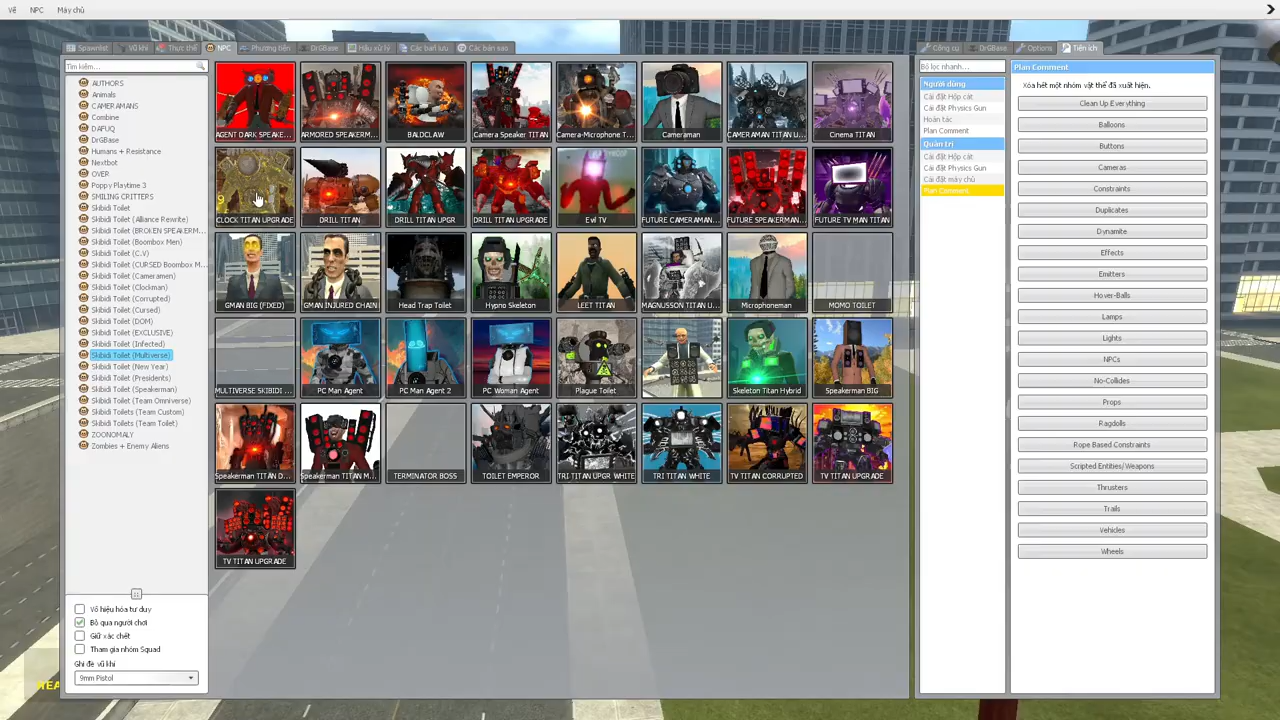 Vẽ NPC Máy chủ
Spawnlist Vũ khí Thực thể NPC Phương tiện DrGBase Hậu xử lý Các bản lưu Các bản sao
Công cụ DrGBase Options Tiện ích
Tìm kiếm...
AUTHORS
Animals
CAMERAMANS
Combine
DAFUQ
DrGBase
Humans + Resistance
Nextbot
OVER
Poppy Playtime 3
SMILING CRITTERS
Skibidi Toilet
Skibidi Toilet (Alliance Rewrite)
Skibidi Toilet (BROKEN SPEAKERM...
Skibidi Toilet (Boombox Men)
Skibidi Toilet (C.V)
Skibidi Toilet (CURSED Boombox M...
Skibidi Toilet (Cameramen)
Skibidi Toilet (Clockman)
Skibidi Toilet (Corrupted)
Skibidi Toilet (Cursed)
Skibidi Toilet (DOM)
Skibidi Toilet (EXCLUSIVE)
Skibidi Toilet (Infected)
Skibidi Toilet (Multiverse)
Skibidi Toilet (New Year)
Skibidi Toilet (Presidents)
Skibidi Toilet (Speakerman)
Skibidi Toilet (Team Omniverse)
Skibidi Toilets (Team Custom)
Skibidi Toilets (Team Toilet)
ZOONOMALY
Zombies + Enemy Aliens
Vô hiệu hóa tư duy
Bỏ qua người chơi
Giữ xác chết
Tham gia nhóm Squad
Ghi đè vũ khí
9mm Pistol
AGENT DARK SPEAKE... ARMORED SPEAKERM... BALDCLAW Camera Speaker TITAN Camera-Microphone T... Cameraman CAMERAMAN TITAN U... Cinema TITAN
CLOCK TITAN UPGRADE DRILL TITAN DRILL TITAN UPGR DRILL TITAN UPGRADE Evil TV FUTURE CAMERAMAN... FUTURE SPEAKERMAN... FUTURE TV MAN TITAN
GMAN BIG (FIXED) GMAN INJURED CHAIN Head Trap Toilet Hypno Skeleton LEET TITAN MAGNUSSON TITAN U... Microphoneman MOMO TOILET
MULTIVERSE SKIBIDI ... PC Man Agent PC Man Agent 2 PC Woman Agent Plague Toilet Skeleton Titan Hybrid Speakerman BIG
Speakerman TITAN D... Speakerman TITAN M... TERMINATOR BOSS TOILET EMPEROR TRI TITAN UPGR WHITE TRI TITAN WHITE TV TITAN CORRUPTED TV TITAN UPGRADE
TV TITAN UPGRADE
Bộ lọc nhanh...
Người dùng
Cài đặt Hộp cát
Cài đặt Physics Gun
Hoàn tác
Plan Comment
Quản trị
Cài đặt Hộp cát
Cài đặt Physics Gun
Cài đặt máy chủ
Plan Comment
Plan Comment
Xóa hết một nhóm vật thể đã xuất hiện.
Clean Up Everything
Balloons
Buttons
Cameras
Constraints
Duplicates
Dynamite
Effects
Emitters
Hover-Balls
Lamps
Lights
NPCs
No-Collides
Props
Ragdolls
Rope Based Constraints
Scripted Entities/Weapons
Thrusters
Trails
Vehicles
Wheels